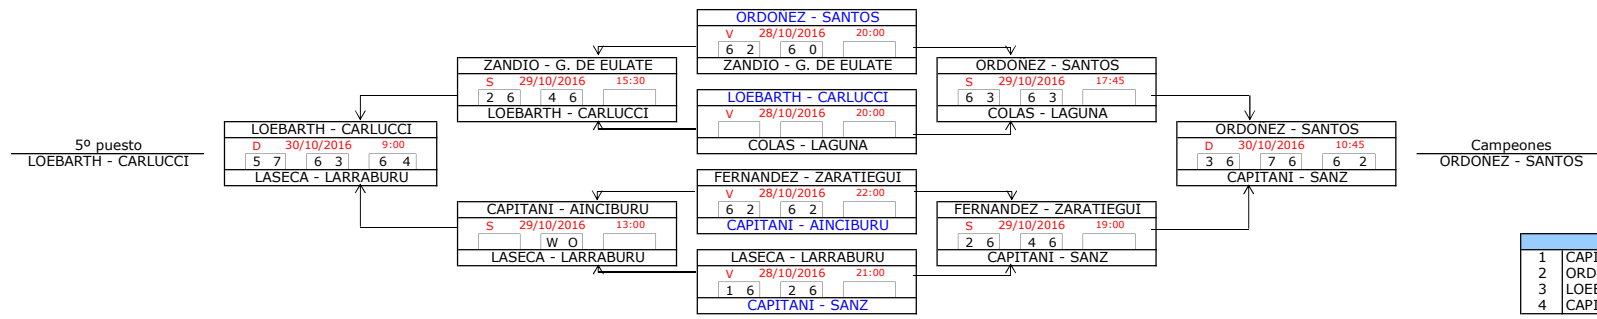 ORDOÑEZ - SANTOS
V 28/10/2016 20:00
6 2 6 0
ZANDIO - G. DE EULATE
ZANDIO - G. DE EULATE
S 29/10/2016 15:30
2 6 4 6
LOEBARTH - CARLUCCI
ORDOÑEZ - SANTOS
S 29/10/2016 17:45
6 3 6 3
COLAS - LAGUNA
LOEBARTH - CARLUCCI
V 28/10/2016 20:00
COLAS - LAGUNA
5º puesto
LOEBARTH - CARLUCCI
LOEBARTH - CARLUCCI
D 30/10/2016 9:00
5 7 6 3 6 4
LASECA - LARRABURU
ORDOÑEZ - SANTOS
D 30/10/2016 10:45
3 6 7 6 6 2
CAPITANI - SANZ
Campeones
ORDOÑEZ - SANTOS
FERNANDEZ - ZARATIEGUI
V 28/10/2016 22:00
6 2 6 2
CAPITANI - AINCIBURU
CAPITANI - AINCIBURU
S 29/10/2016 13:00
W O
LASECA - LARRABURU
FERNANDEZ - ZARATIEGUI
S 29/10/2016 19:00
2 6 4 6
CAPITANI - SANZ
LASECA - LARRABURU
V 28/10/2016 21:00
1 6 2 6
CAPITANI - SANZ
1 CAPI
2 ORD
3 LOEB
4 CAPI